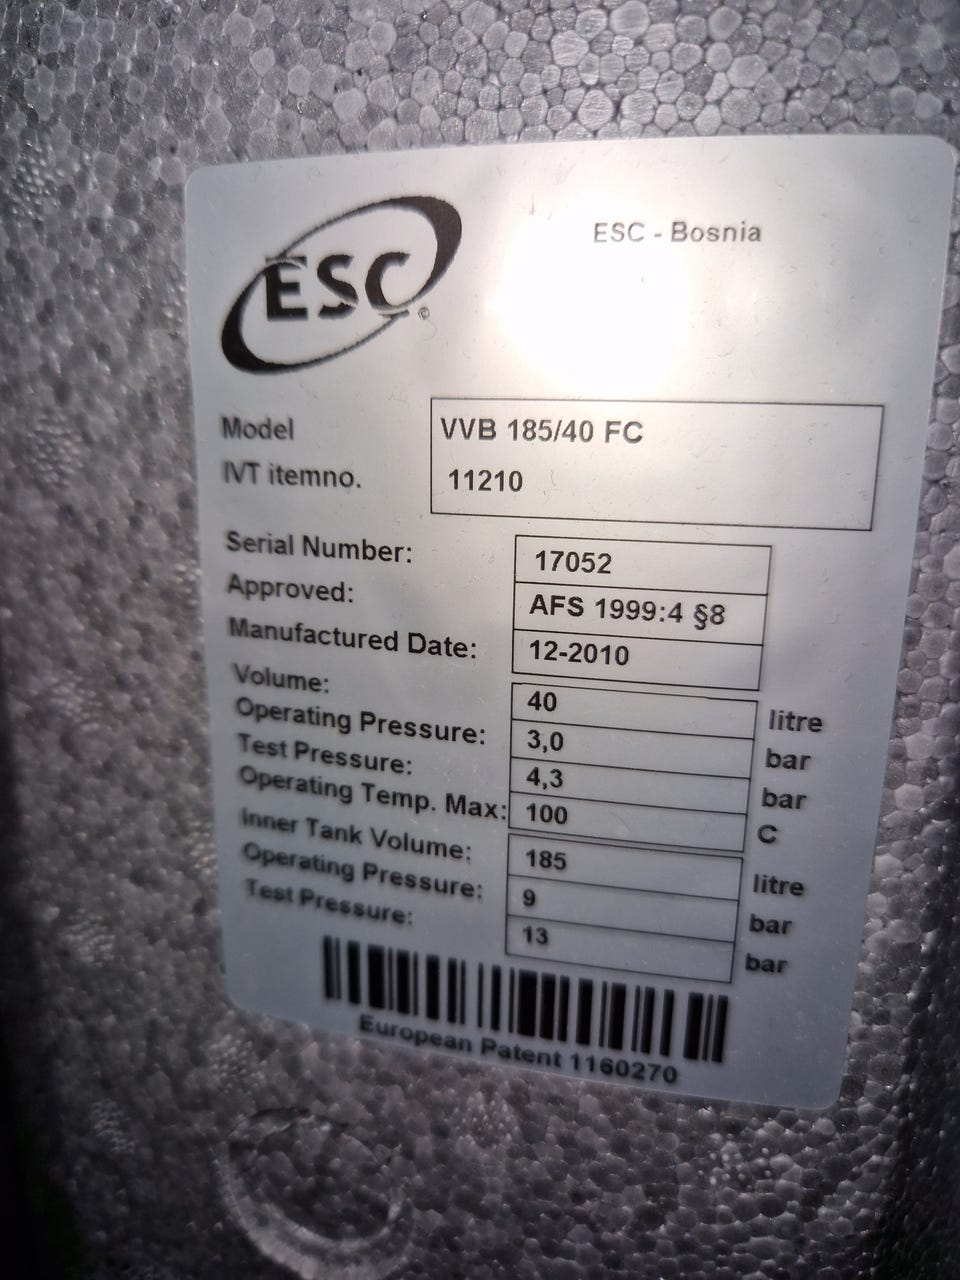 ESC ©
ESC - Bosnia
Model VVB 185/40 FC
IVT itemno. 11210
Serial Number: 17052
Approved: AFS 1999:4 §8
Manufactured Date: 12-2010
Volume: 40 litre
Operating Pressure: 3,0 bar
Test Pressure: 4,3 bar
Operating Temp. Max: 100 C
Inner Tank Volume: 185 litre
Operating Pressure: 9 bar
Test Pressure: 13 bar
European Patent 1160270